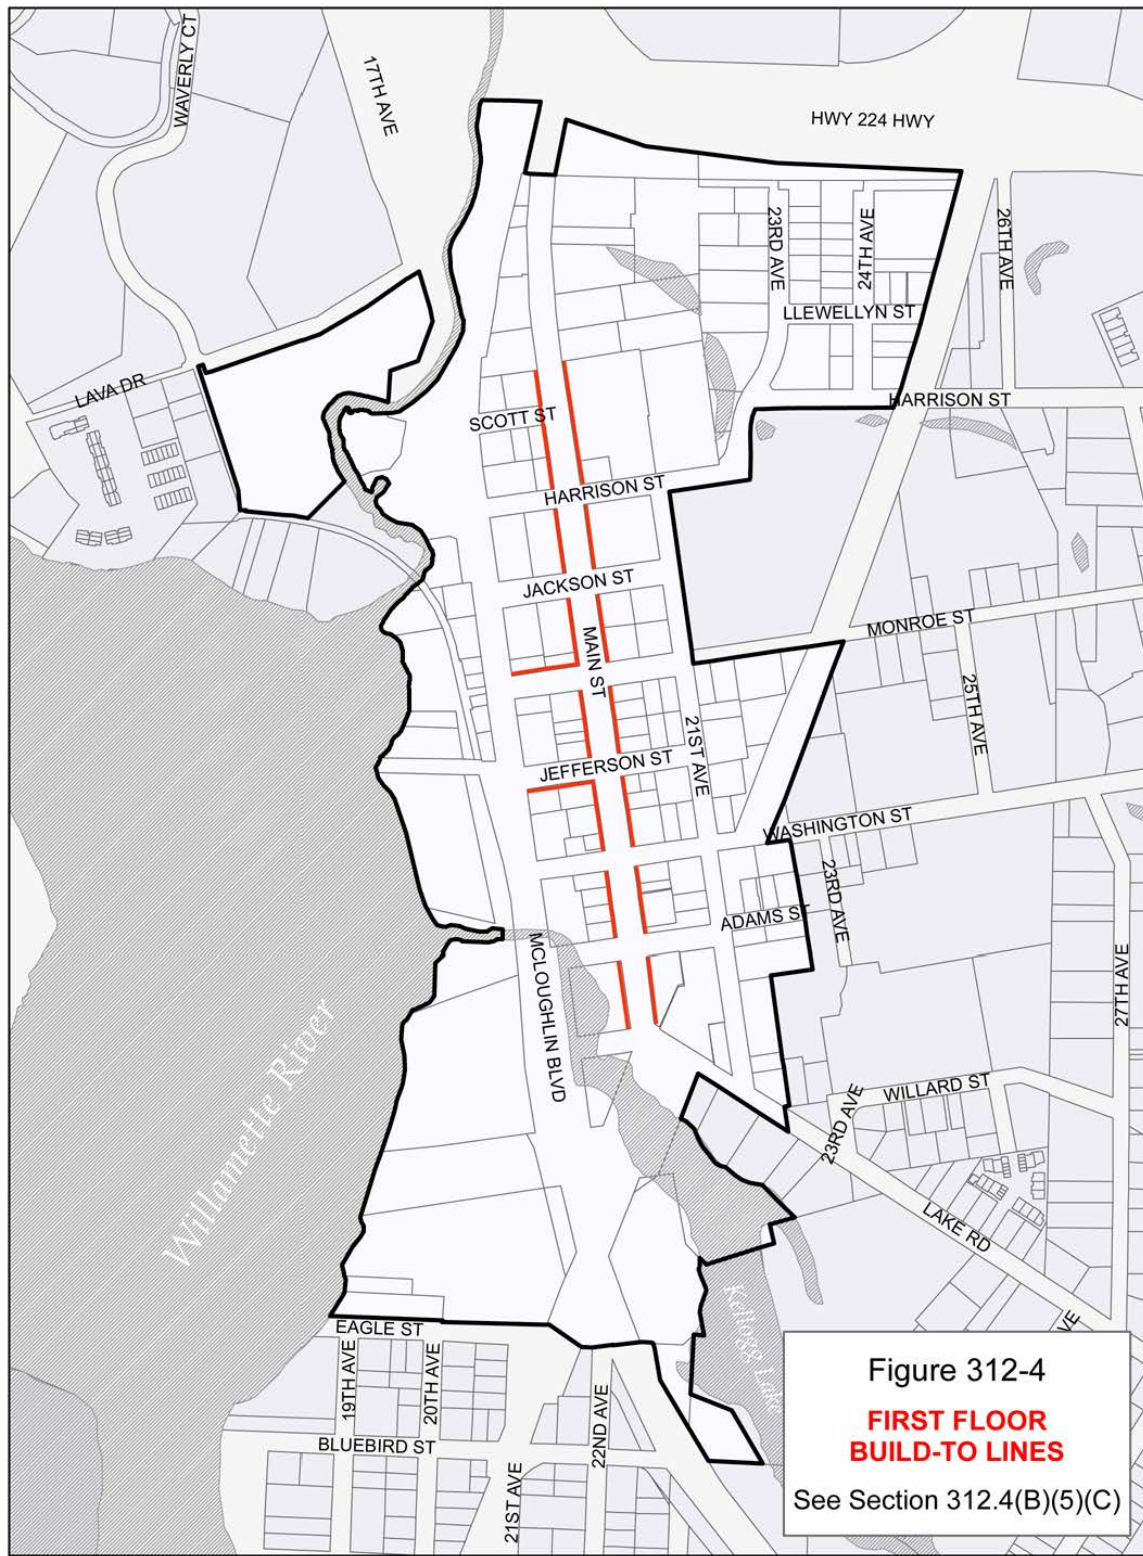 WAVERLY CT
17TH AVE
HWY 224 HWY
23RD AVE
24TH AVE
26TH AVE
LLEWELLYN ST
LAVA DR
HARRISON ST
SCOTT ST
HARRISON ST
JACKSON ST
MONROE ST
MAIN ST
25TH AVE
21ST AVE
JEFFERSON ST
WASHINGTON ST
23RD AVE
ADAMS ST
MCLOUGHLIN BLVD
27TH AVE
Willamette River
WILLARD ST
23RD AVE
LAKE RD
Kellogg Lake
EAGLE ST
VE
19TH AVE
20TH AVE
22ND AVE
BLUEBIRD ST
21ST AVE
Figure 312-4
FIRST FLOOR
BUILD-TO LINES
See Section 312.4(B)(5)(C)